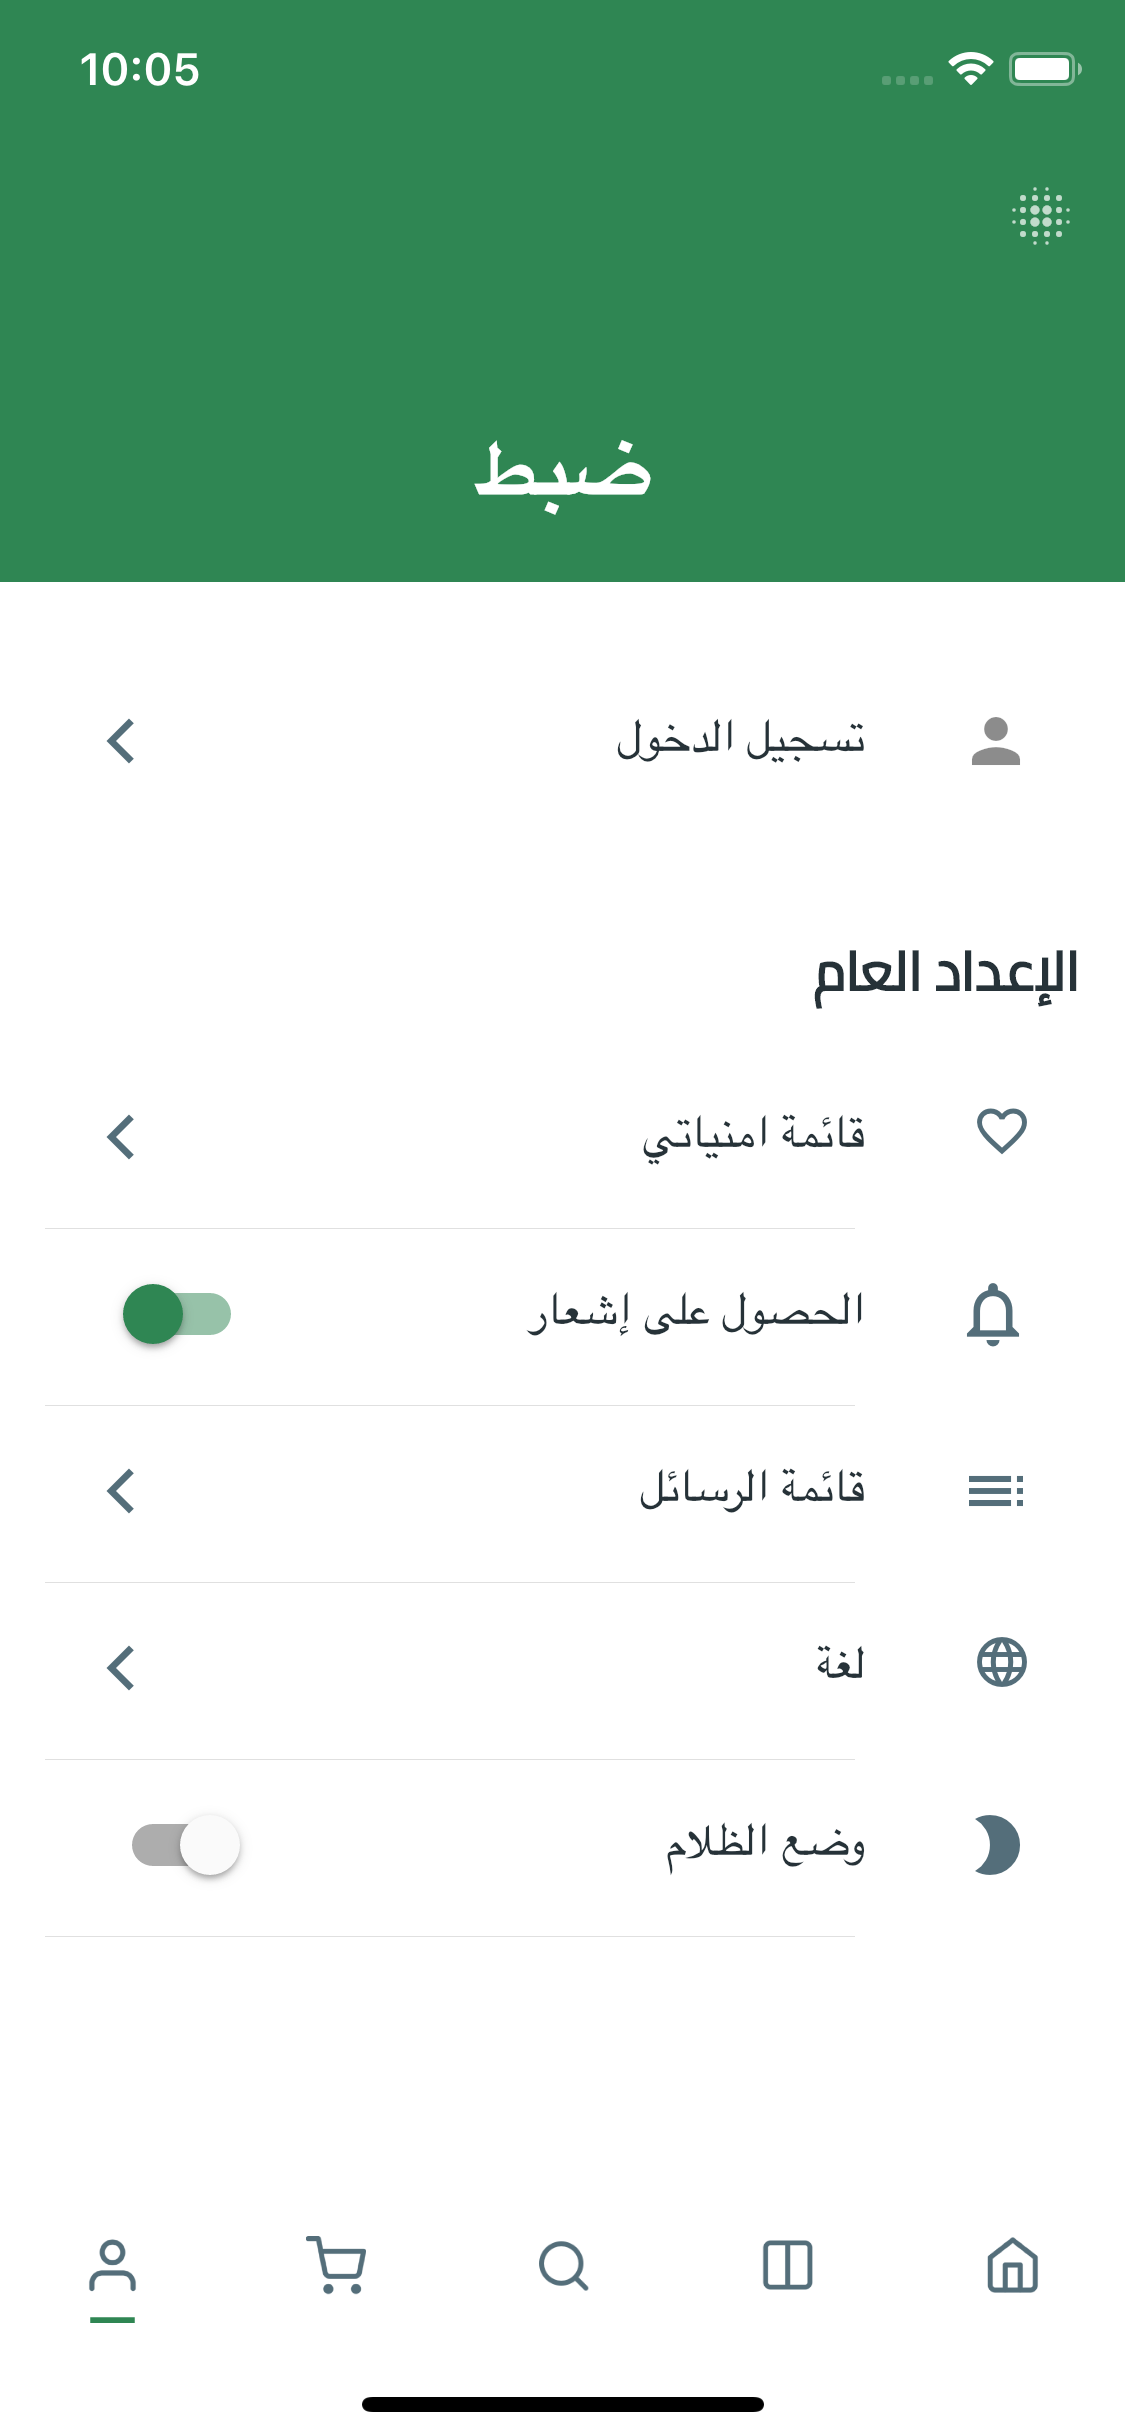 10:05
ضبط
تسجيل الدخول
الإعداد العام
قائمة امنياتي
الحصول على إشعار
قائمة الرسائل
لغة
وضع الظلام